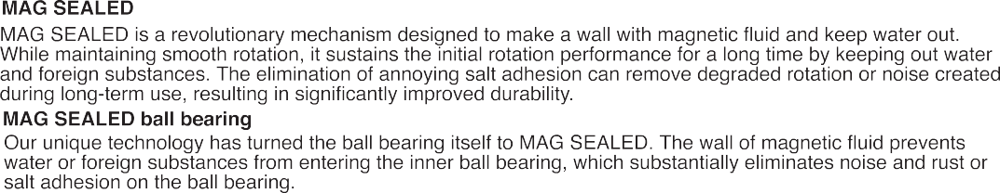 MAG SEALED
MAG SEALED is a revolutionary mechanism designed to make a wall with magnetic fluid and keep water out.
While maintaining smooth rotation, it sustains the initial rotation performance for a long time by keeping out water
and foreign substances. The elimination of annoying salt adhesion can remove degraded rotation or noise created
during long-term use, resulting in significantly improved durability.
MAG SEALED ball bearing
Our unique technology has turned the ball bearing itself to MAG SEALED. The wall of magnetic fluid prevents
water or foreign substances from entering the inner ball bearing, which substantially eliminates noise and rust or
salt adhesion on the ball bearing.